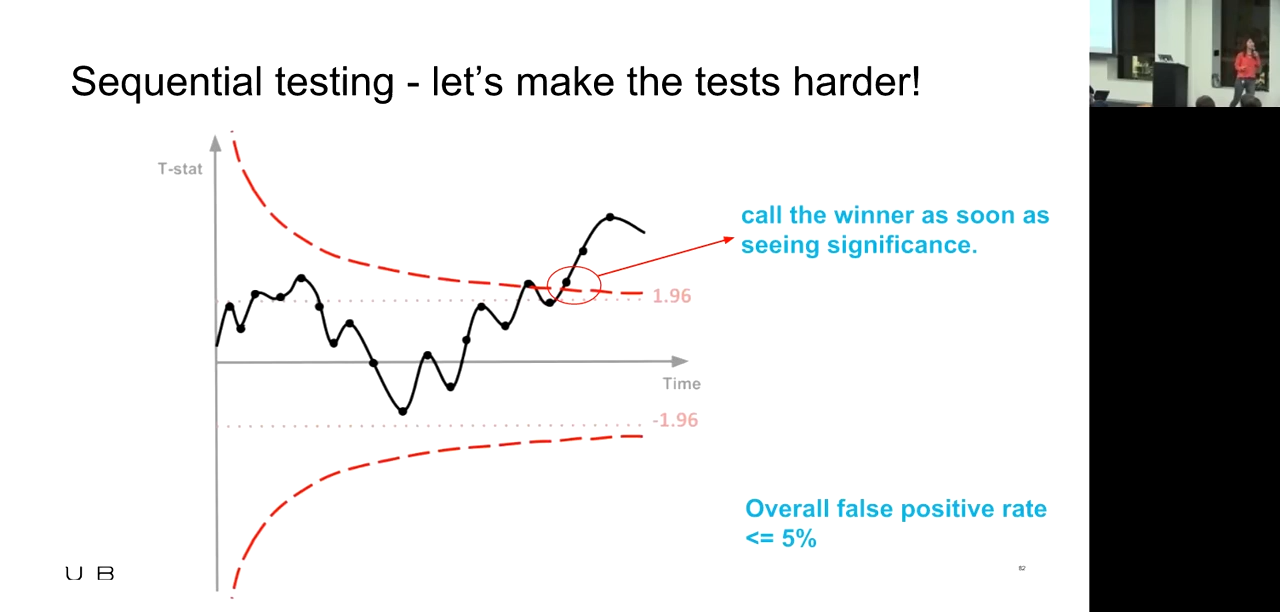 Sequential testing - let's make the tests harder!
T-stat
call the winner as soon as
seeing significance.
1.96
Time
-1.96
Overall false positive rate
<= 5%
U B